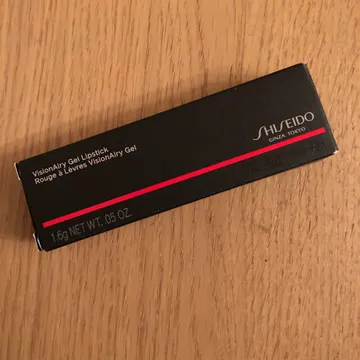 VisionAiry Gel Lipstick
Rouge à Lèvres VisionAiry Gel
SHISEIDO
GINZA TOKYO
1.6g NET WT. .05 OZ.